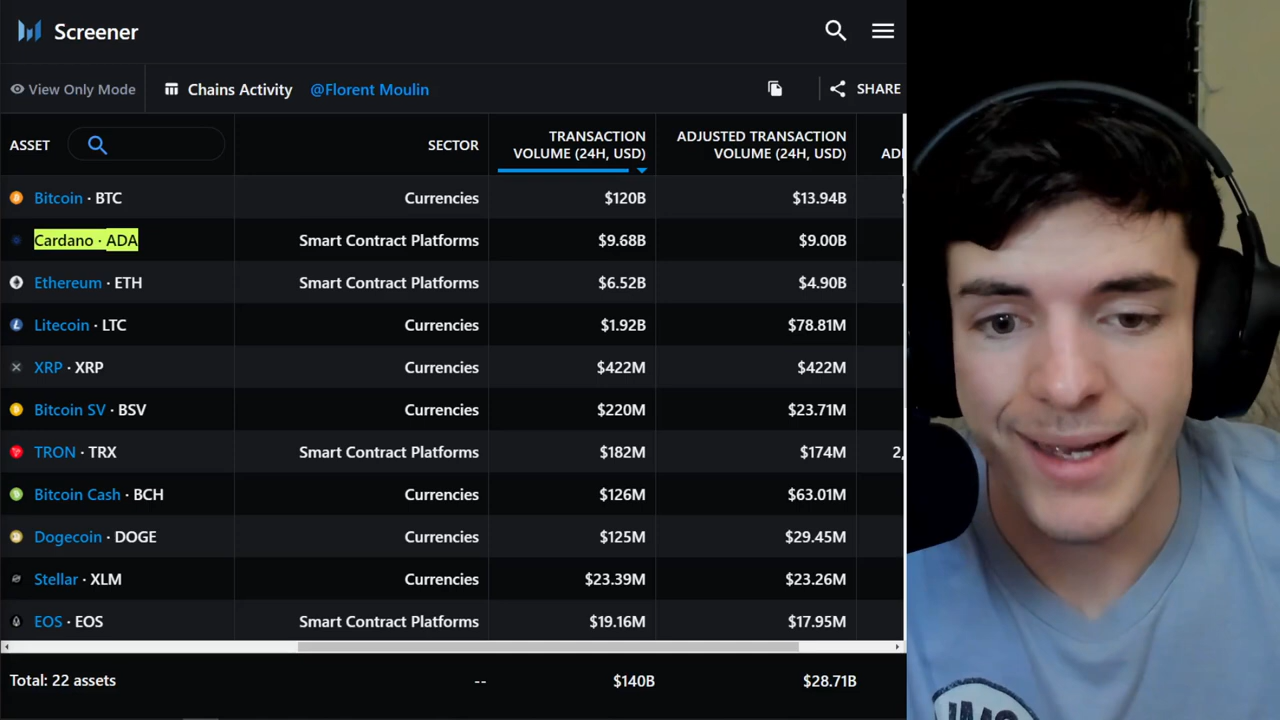 Screener
View Only Mode
Chains Activity @Florent Moulin
SHARE
ASSET
SECTOR
TRANSACTION
VOLUME (24H, USD)
ADJUSTED TRANSACTION
VOLUME (24H, USD)
Bitcoin · BTC Currencies $120B $13.94B
Cardano · ADA Smart Contract Platforms $9.68B $9.00B
Ethereum · ETH Smart Contract Platforms $6.52B $4.90B
Litecoin · LTC Currencies $1.92B $78.81M
XRP · XRP Currencies $422M $422M
Bitcoin SV · BSV Currencies $220M $23.71M
TRON · TRX Smart Contract Platforms $182M $174M 2,
Bitcoin Cash · BCH Currencies $126M $63.01M
Dogecoin · DOGE Currencies $125M $29.45M
Stellar · XLM Currencies $23.39M $23.26M
EOS · EOS Smart Contract Platforms $19.16M $17.95M
Total: 22 assets -- $140B $28.71B